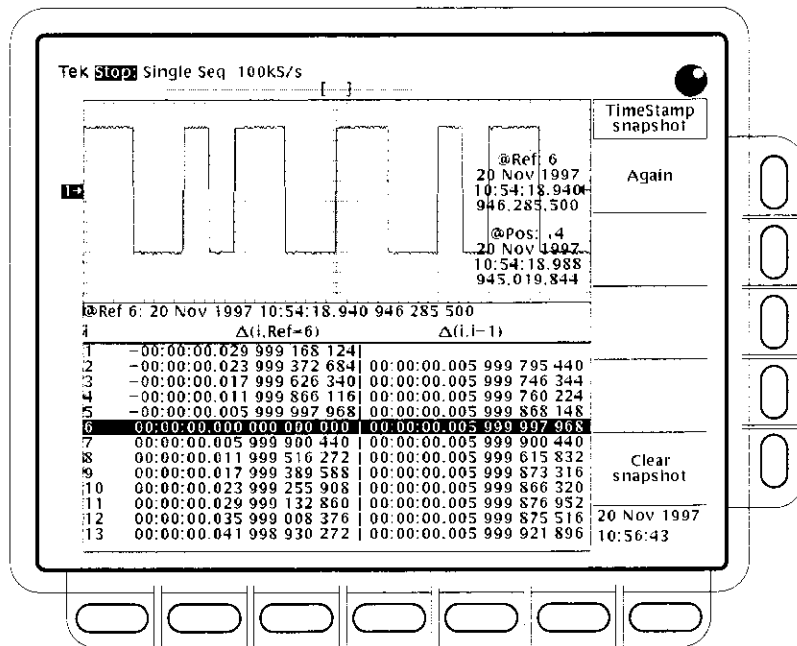 Tek Stop: Single Seq 100kS/s
[ ]
TimeStamp
snapshot
Again
@Ref: 6
20 Nov 1997
10:54:18.940
946,285,500
1→
@Pos: 4
20 Nov 1997
10:54:18.988
945,019,844
@Ref 6: 20 Nov 1997 10:54:18.940 946 285 500
i Δ(i,Ref=6) Δ(i,i−1)
1 −00:00:00.029 999 168 124|
2 −00:00:00.023 999 372 684| 00:00:00.005 999 795 440
3 −00:00:00.017 999 626 340| 00:00:00.005 999 746 344
4 −00:00:00.011 999 866 116| 00:00:00.005 999 760 224
5 −00:00:00.005 999 997 968| 00:00:00.005 999 868 148
6 00:00:00.000 000 000 000 | 00:00:00.005 999 997 968
7 00:00:00.005 999 900 440 | 00:00:00.005 999 900 440
8 00:00:00.011 999 516 272 | 00:00:00.005 999 615 832
9 00:00:00.017 999 389 588 | 00:00:00.005 999 873 316
10 00:00:00.023 999 255 908 | 00:00:00.005 999 866 320
11 00:00:00.029 999 132 860 | 00:00:00.005 999 876 952
12 00:00:00.035 999 008 376 | 00:00:00.005 999 875 516
13 00:00:00.041 998 930 272 | 00:00:00.005 999 921 896
Clear
snapshot
20 Nov 1997
10:56:43